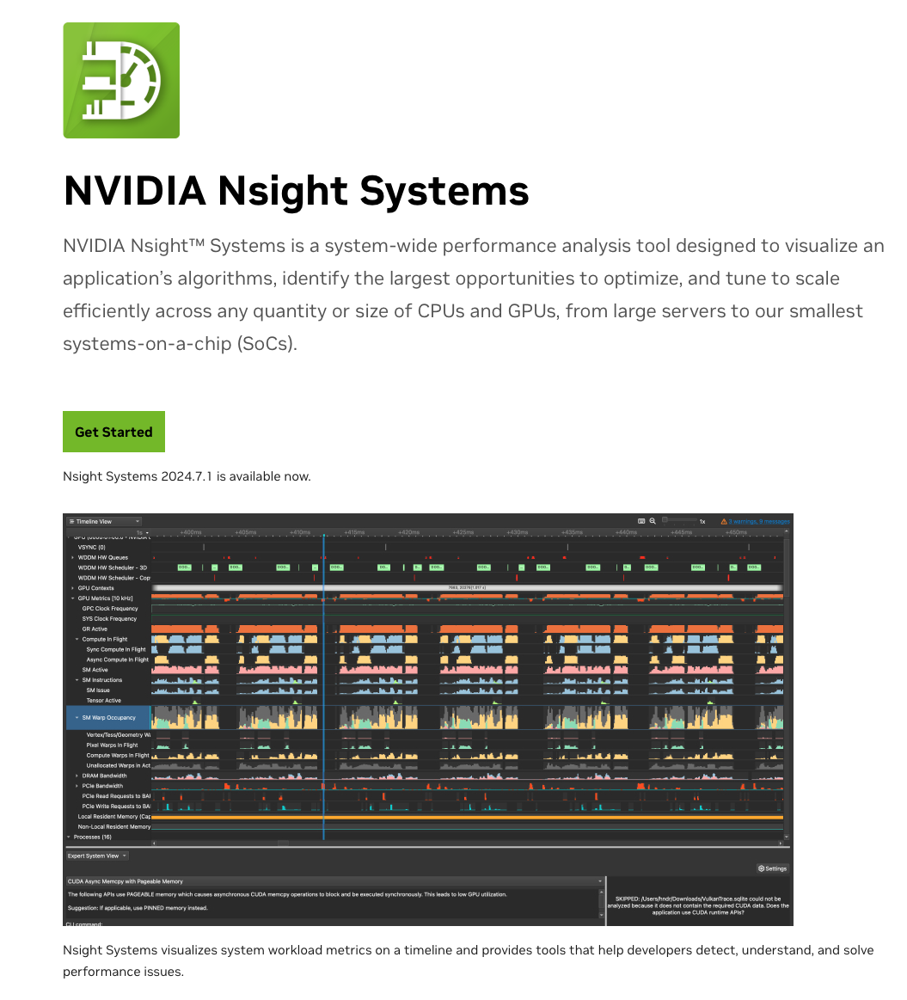 NVIDIA Nsight Systems
NVIDIA Nsight™ Systems is a system-wide performance analysis tool designed to visualize an
application's algorithms, identify the largest opportunities to optimize, and tune to scale
efficiently across any quantity or size of CPUs and GPUs, from large servers to our smallest
systems-on-a-chip (SoCs).
Get Started
Nsight Systems 2024.7.1 is available now.
Timeline View 1x 3 warnings, 9 messages
1s +400ms +405ms +410ms +415ms +420ms +425ms +430ms +435ms +440ms +445ms +450ms
VSYNC (0)
WDDM HW Queues
WDDM HW Scheduler - 3D
WDDM HW Scheduler - Cop
GPU Contexts
GPU Metrics [10 kHz]
GPC Clock Frequency
SYS Clock Frequency
GR Active
Compute In Flight
Sync Compute In Flight
Async Compute In Flight
SM Active
SM Instructions
SM Issue
Tensor Active
SM Warp Occupancy
Vertex/Tess/Geometry Wa
Pixel Warps In Flight
Compute Warps In Flight
Unallocated Warps in Act
DRAM Bandwidth
PCIe Bandwidth
PCIe Read Requests to BA
PCIe Write Requests to BA
Local Resident Memory (Cap
Non-Local Resident Memory
Processes (16)
Expert System View
Settings
CUDA Async Memcpy with Pageable Memory
The following APIs use PAGEABLE memory which causes asynchronous CUDA memcpy operations to block and be executed synchronously. This leads to low GPU utilization.
Suggestion: If applicable, use PINNED memory instead.
CLI command:
SKIPPED: /Users/hndr/Downloads/VulkanTrace.sqlite could not be
analyzed because it does not contain the required CUDA data. Does the
application use CUDA runtime APIs?
Nsight Systems visualizes system workload metrics on a timeline and provides tools that help developers detect, understand, and solve
performance issues.